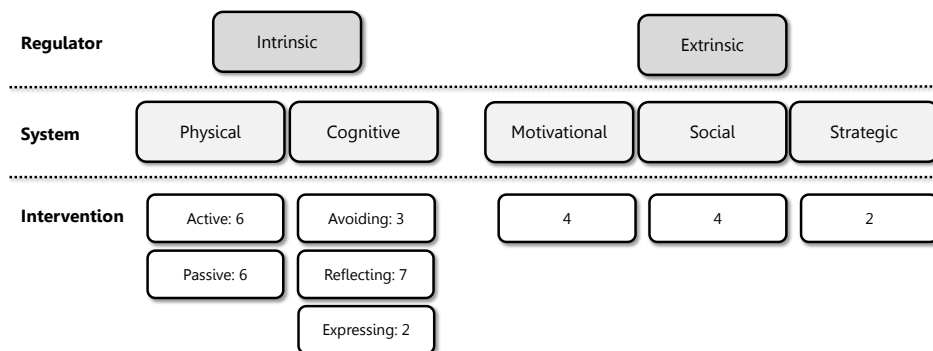 Regulator
Intrinsic
Extrinsic
System
Physical
Cognitive
Motivational
Social
Strategic
Intervention
Active: 6
Avoiding: 3
4
4
2
Passive: 6
Reflecting: 7
Expressing: 2